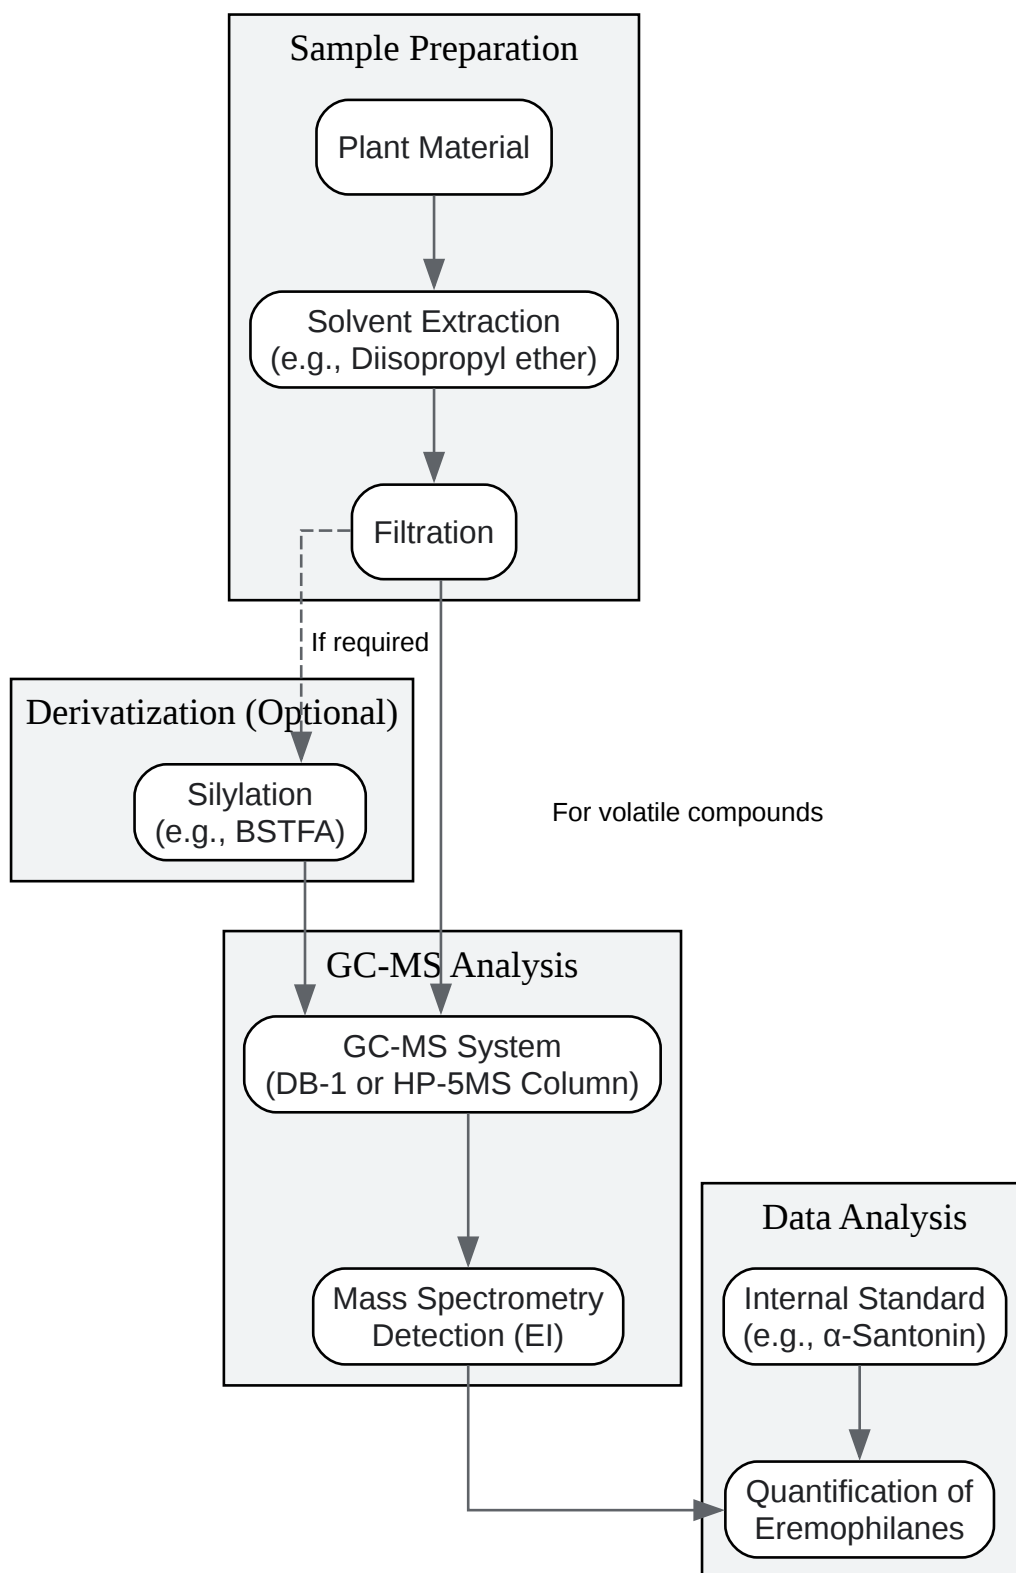 Sample Preparation
Plant Material
Solvent Extraction
(e.g., Diisopropyl ether)
Filtration
If required
Derivatization (Optional)
Silylation
(e.g., BSTFA)
For volatile compounds
GC-MS Analysis
GC-MS System
(DB-1 or HP-5MS Column)
Mass Spectrometry
Detection (EI)
Data Analysis
Internal Standard
(e.g., α-Santonin)
Quantification of
Eremophilanes